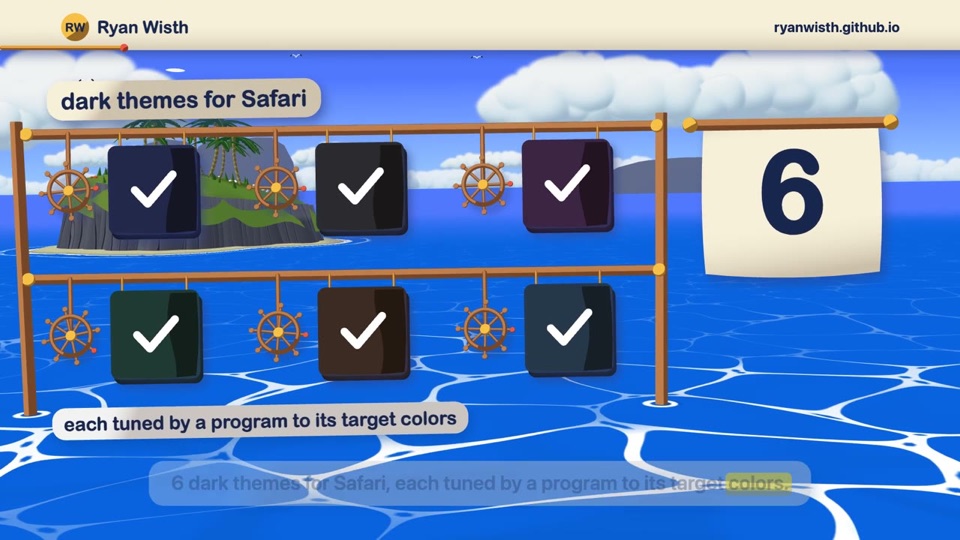 RW Ryan Wisth
ryanwisth.github.io
dark themes for Safari
6
each tuned by a program to its target colors
6 dark themes for Safari, each tuned by a program to its target colors.